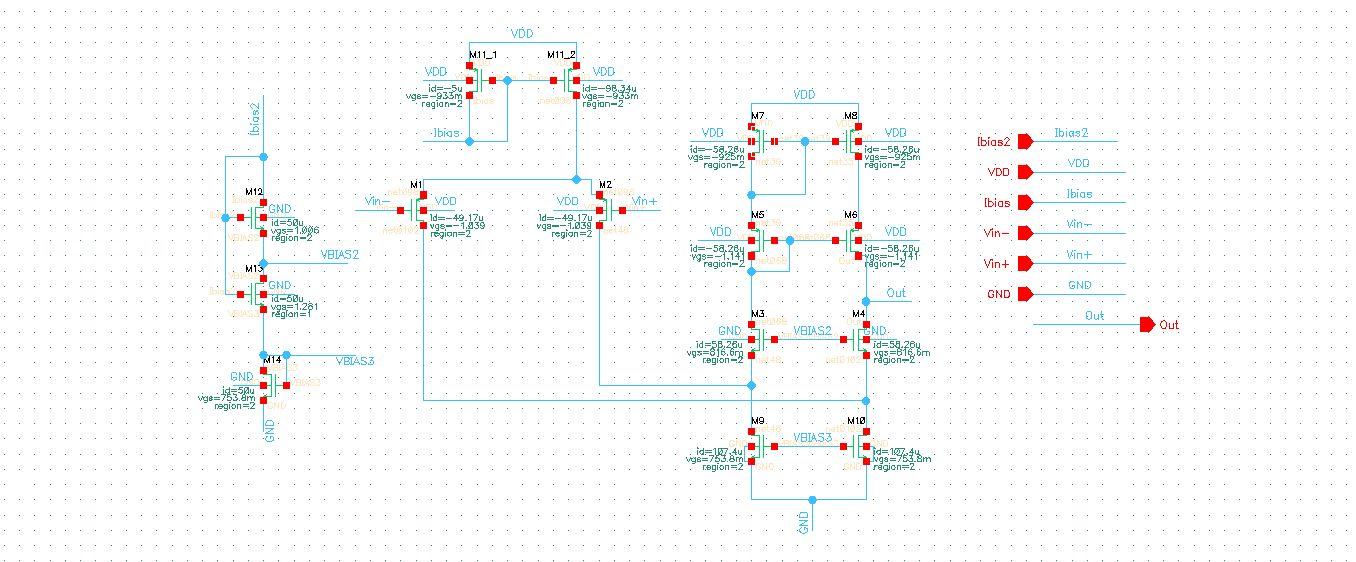 VDD
M11_1
M11_2
VDD
VDD
id=-5u
vgs=-933m
region=2
id=-98.34u
vgs=-933m
region=2
Ibias
Ibias2
M12
GND
id=50u
vgs=1.006
region=2
VBIAS2
M13
GND
id=50u
vgs=1.261
region=1
VBIAS3
M14
GND
id=50u
vgs=753.8m
region=2
GND
M1
Vin-
VDD
id=-49.17u
vgs=-1.039
region=2
M2
VDD
Vin+
id=-49.17u
vgs=-1.039
region=2
VDD
M7
M8
VDD
VDD
id=-58.26u
vgs=-925m
region=2
id=-58.26u
vgs=-925m
region=2
M5
M6
VDD
VDD
id=-58.26u
vgs=-1.141
region=2
id=-58.26u
vgs=-1.141
region=2
Out
M3
M4
GND
VBIAS2
GND
id=58.26u
vgs=816.6m
region=2
id=58.26u
vgs=816.6m
region=2
M9
M10
VBIAS3
id=107.4u
vgs=753.8m
region=2
id=107.4u
vgs=753.8m
region=2
GND
Ibias2
Ibias2
VDD
VDD
Ibias
Ibias
Vin-
Vin-
Vin+
Vin+
GND
GND
Out
Out